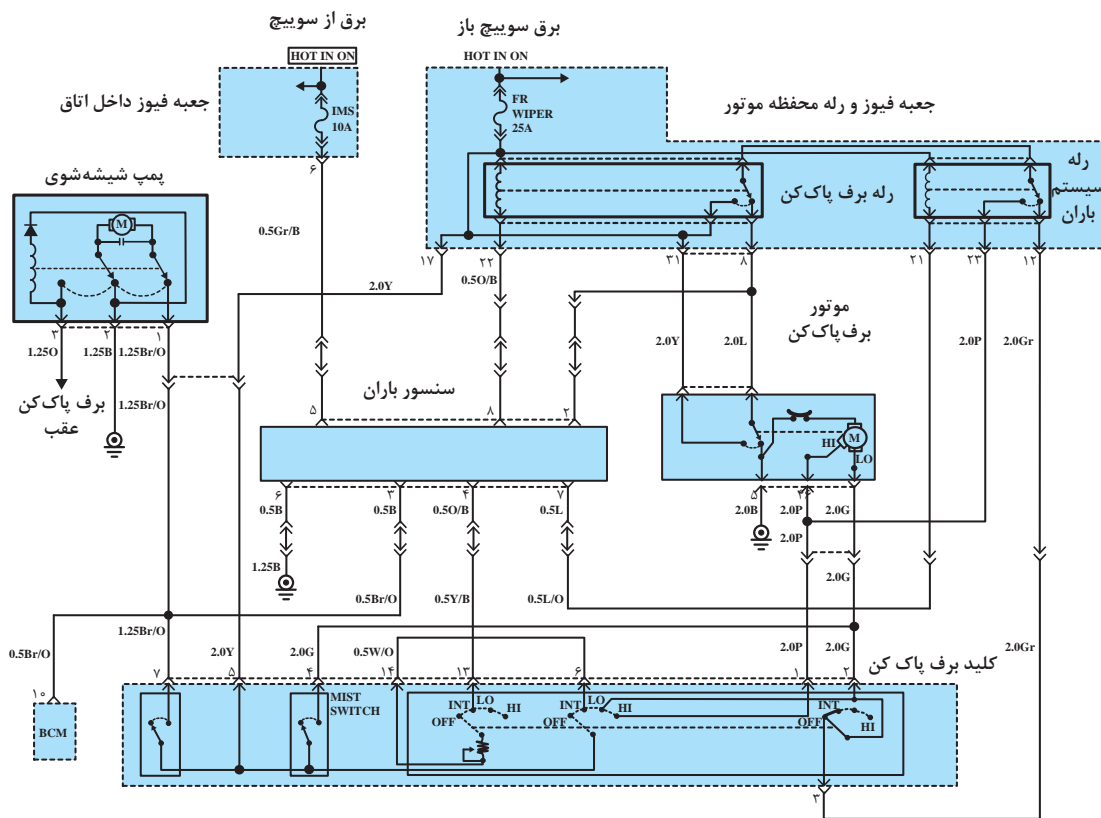 برق از سوییچ
برق سوییچ باز
HOT IN ON
HOT IN ON
جعبه فیوز داخل اتاق
IMS
10A
FR
WIPER
25A
جعبه فیوز و رله محفظه موتور
رله
سیستم
باران
رله برف پاک‌کن
پمپ شیشه‌شوی
M
۶
0.5Gr/B
۱۷
۲۲
۳۱
۸
۲۱
۲۳
۱۲
2.0Y
0.5O/B
۳
۲
۱
1.25O
1.25B
1.25Br/O
1.25Br/O
برف پاک‌کن
عقب
موتور
برف پاک‌کن
2.0Y
2.0L
2.0P
2.0Gr
سنسور باران
۵
۸
۲
HI
M
LO
۶
۳
۴
۷
0.5B
0.5B
0.5O/B
0.5L
۵
2.0B
2.0P
2.0G
2.0P
1.25B
2.0G
0.5Br/O
0.5Y/B
0.5L/O
0.5Br/O
1.25Br/O
2.0Y
2.0G
0.5W/O
2.0P
2.0G
2.0Gr
کلید برف پاک کن
۱۰
۷
۵
۴
۱۴
۱۳
۶
۱
۲
BCM
MIST
SWITCH
OFF
INT
LO
HI
OFF
INT
LO
HI
OFF
INT
HI
۳